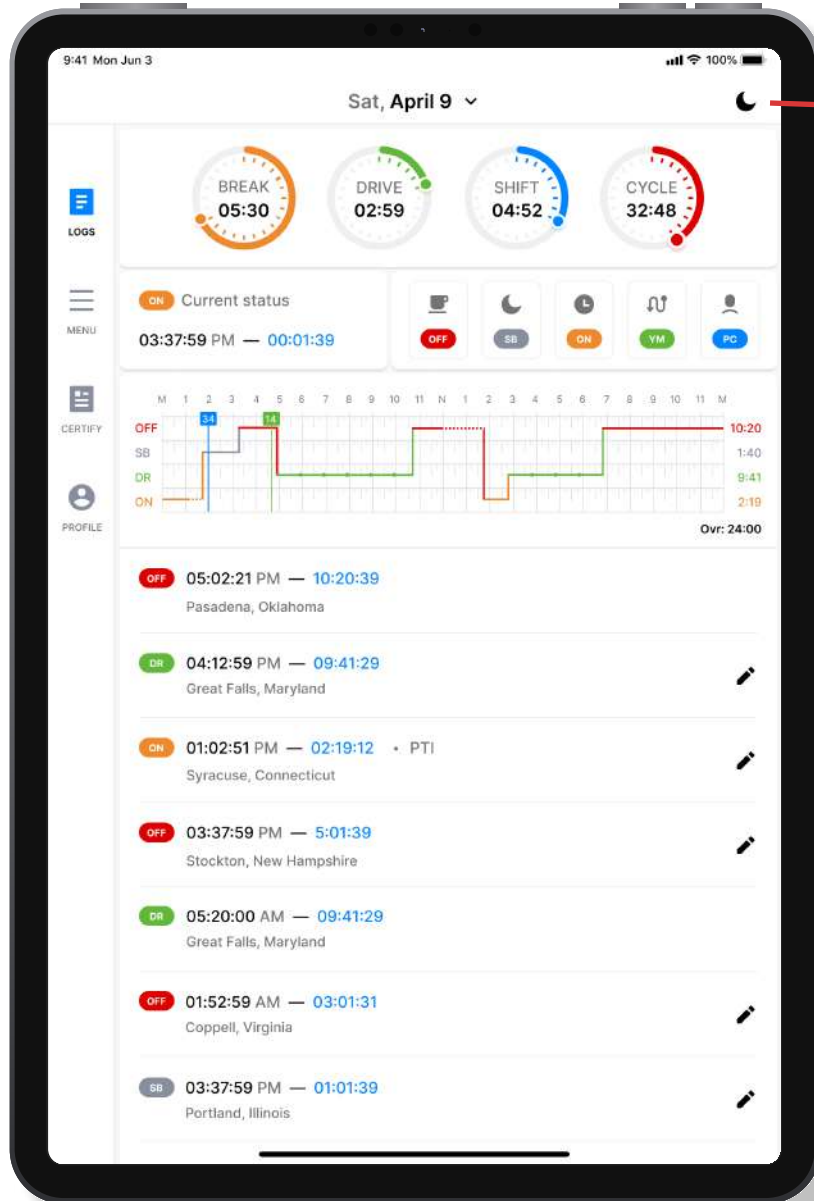 9:41 Mon Jun 3
100%
Sat, April 9
BREAK
05:30
DRIVE
02:59
SHIFT
04:52
CYCLE
32:48
LOGS
MENU
CERTIFY
PROFILE
ON Current status
03:37:59 PM — 00:01:39
OFF SB ON YM PC
M 1 2 3 4 5 6 7 8 9 10 11 N 1 2 3 4 5 6 7 8 9 10 11 M
34 14
OFF 10:20
SB 1:40
DR 9:41
ON 2:19
Ovr: 24:00
OFF 05:02:21 PM — 10:20:39
Pasadena, Oklahoma
DR 04:12:59 PM — 09:41:29
Great Falls, Maryland
ON 01:02:51 PM — 02:19:12 • PTI
Syracuse, Connecticut
OFF 03:37:59 PM — 5:01:39
Stockton, New Hampshire
DR 05:20:00 AM — 09:41:29
Great Falls, Maryland
OFF 01:52:59 AM — 03:01:31
Coppell, Virginia
SB 03:37:59 PM — 01:01:39
Portland, Illinois